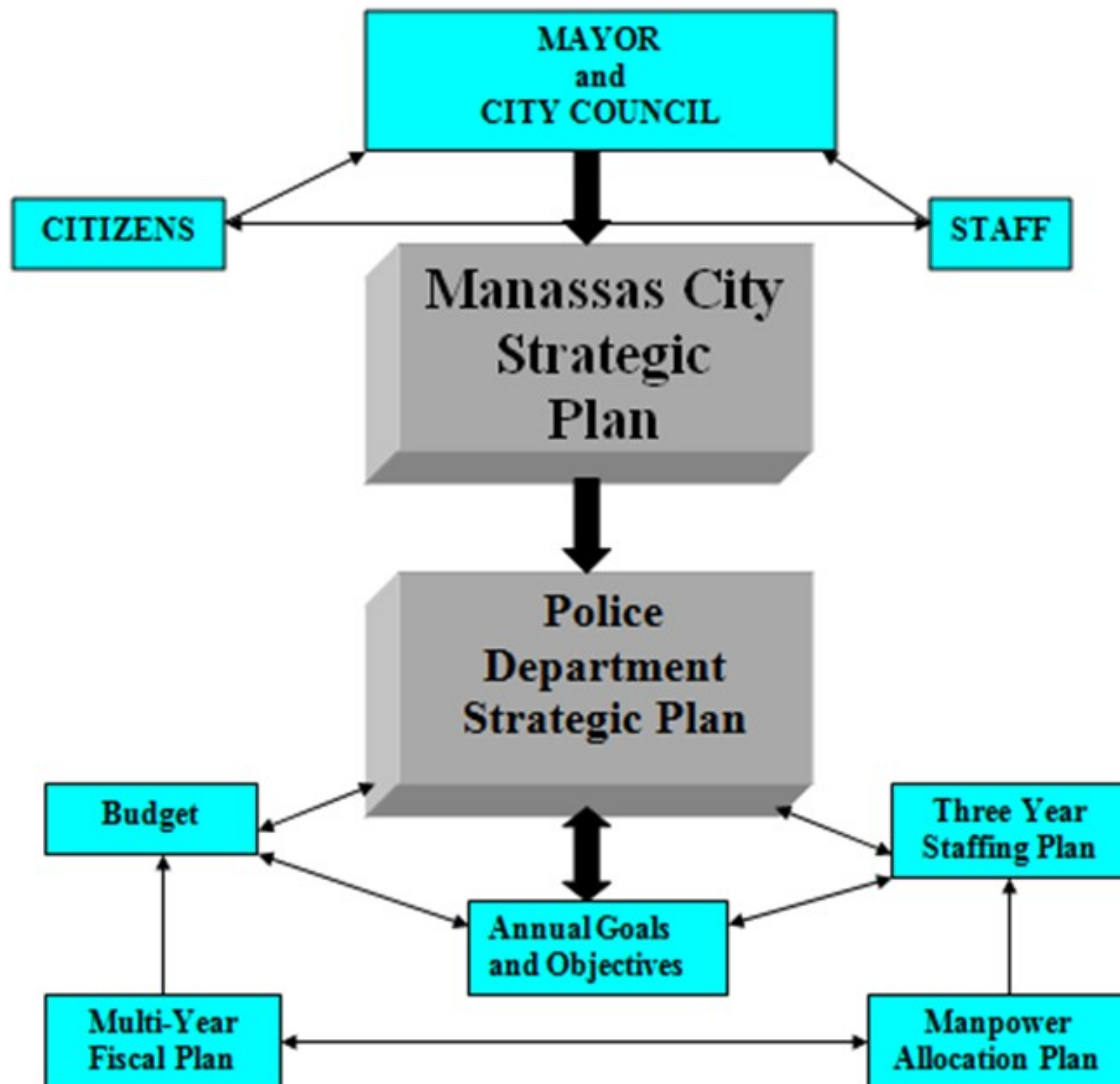 MAYOR
and
CITY COUNCIL
CITIZENS
STAFF
Manassas City
Strategic
Plan
Police
Department
Strategic Plan
Budget
Three Year
Staffing Plan
Annual Goals
and Objectives
Multi-Year
Fiscal Plan
Manpower
Allocation Plan